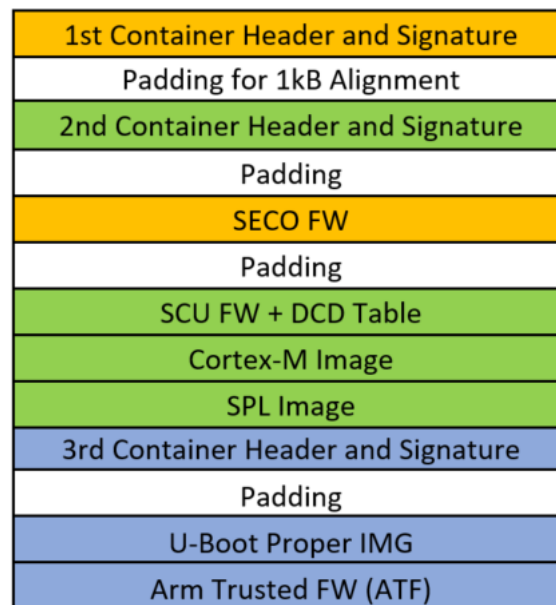 1st Container Header and Signature
Padding for 1kB Alignment
2nd Container Header and Signature
Padding
SECO FW
Padding
SCU FW + DCD Table
Cortex-M Image
SPL Image
3rd Container Header and Signature
Padding
U-Boot Proper IMG
Arm Trusted FW (ATF)